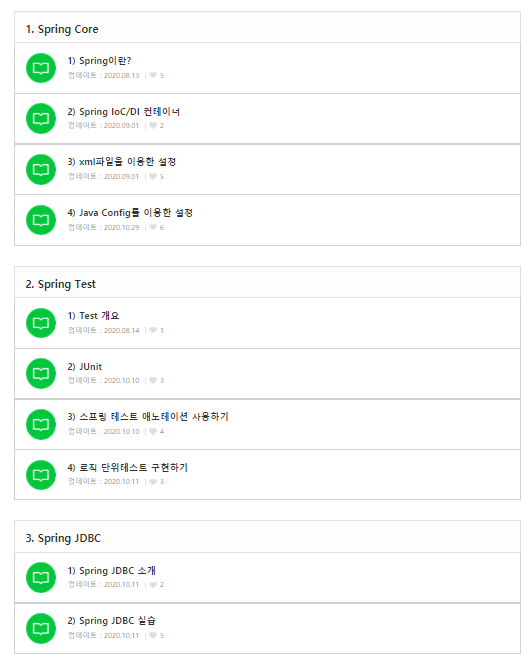 1. Spring Core
1) Spring이란?
업데이트 : 2020.08.13 | 5
2) Spring IoC/DI 컨테이너
업데이트 : 2020.09.01 | 2
3) xml파일을 이용한 설정
업데이트 : 2020.09.01 | 5
4) Java Config를 이용한 설정
업데이트 : 2020.10.29 | 6
2. Spring Test
1) Test 개요
업데이트 : 2020.08.14 | 1
2) JUnit
업데이트 : 2020.10.10 | 3
3) 스프링 테스트 애노테이션 사용하기
업데이트 : 2020.10.10 | 4
4) 로직 단위테스트 구현하기
업데이트 : 2020.10.11 | 3
3. Spring JDBC
1) Spring JDBC 소개
업데이트 : 2020.10.11 | 2
2) Spring JDBC 실습
업데이트 : 2020.10.11 | 5